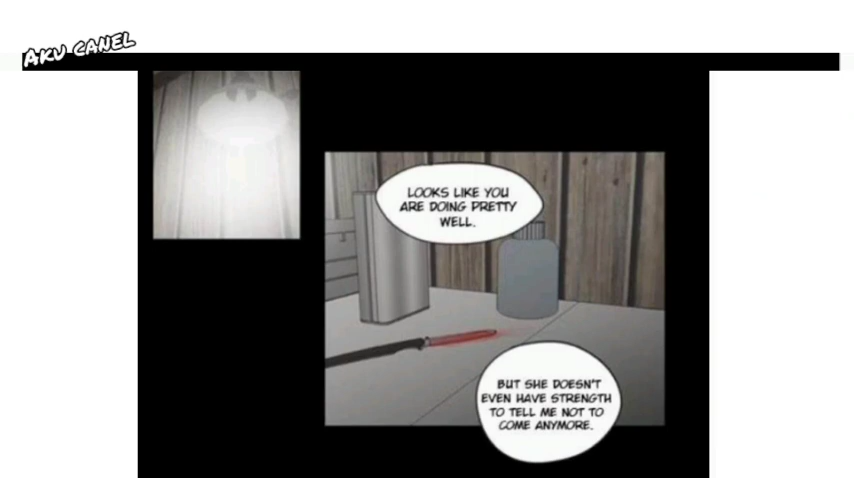 AKU CANEL
LOOKS LIKE YOU
ARE DOING PRETTY
WELL.
BUT SHE DOESN'T
EVEN HAVE STRENGTH
TO TELL ME NOT TO
COME ANYMORE.